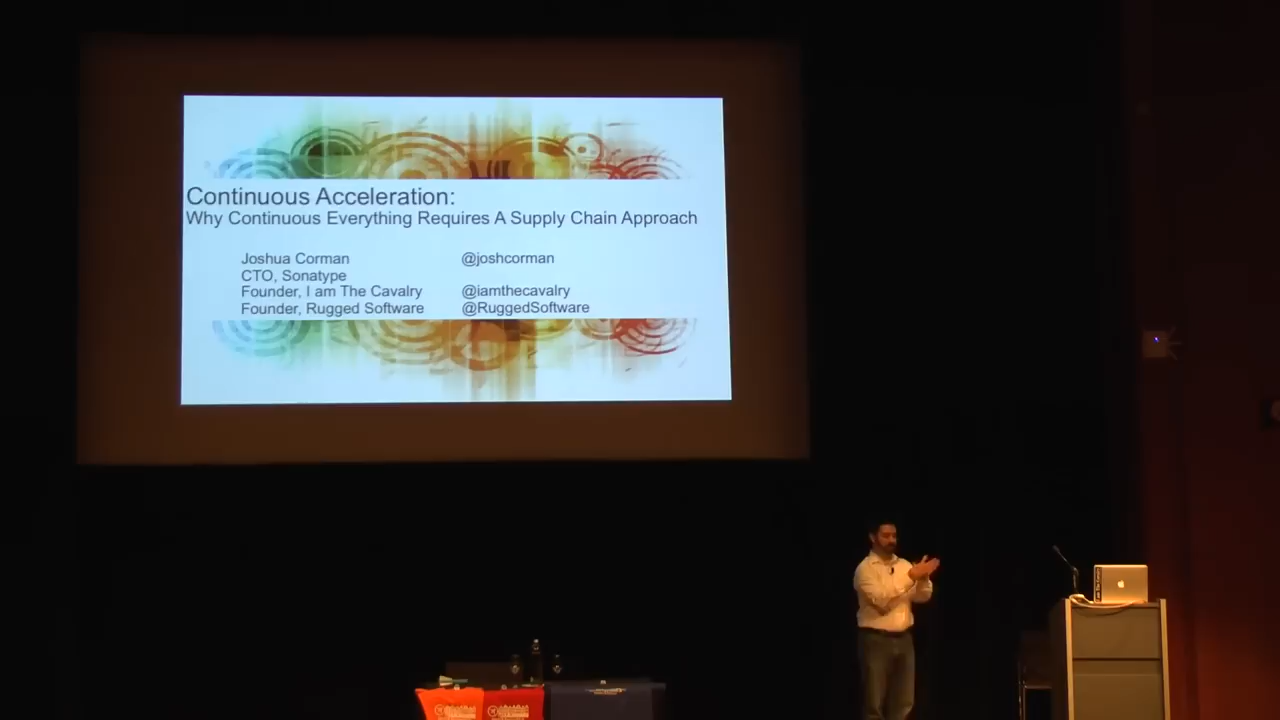 Continuous Acceleration:
Why Continuous Everything Requires A Supply Chain Approach
Joshua Corman @joshcorman
CTO, Sonatype
Founder, I am The Cavalry @iamthecavalry
Founder, Rugged Software @RuggedSoftware